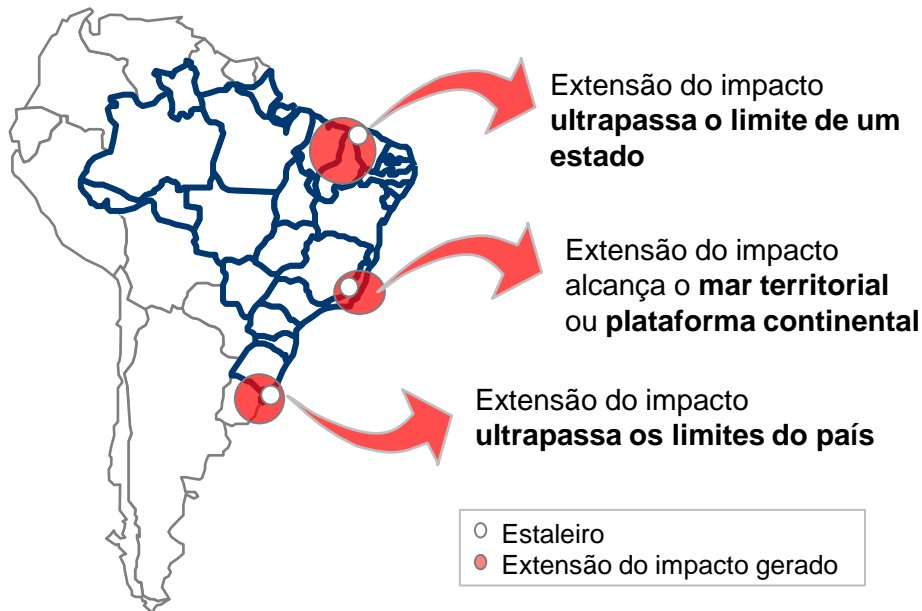 Extensão do impacto
ultrapassa o limite de um
estado
Extensão do impacto
alcança o mar territorial
ou plataforma continental
Extensão do impacto
ultrapassa os limites do país
Estaleiro
Extensão do impacto gerado